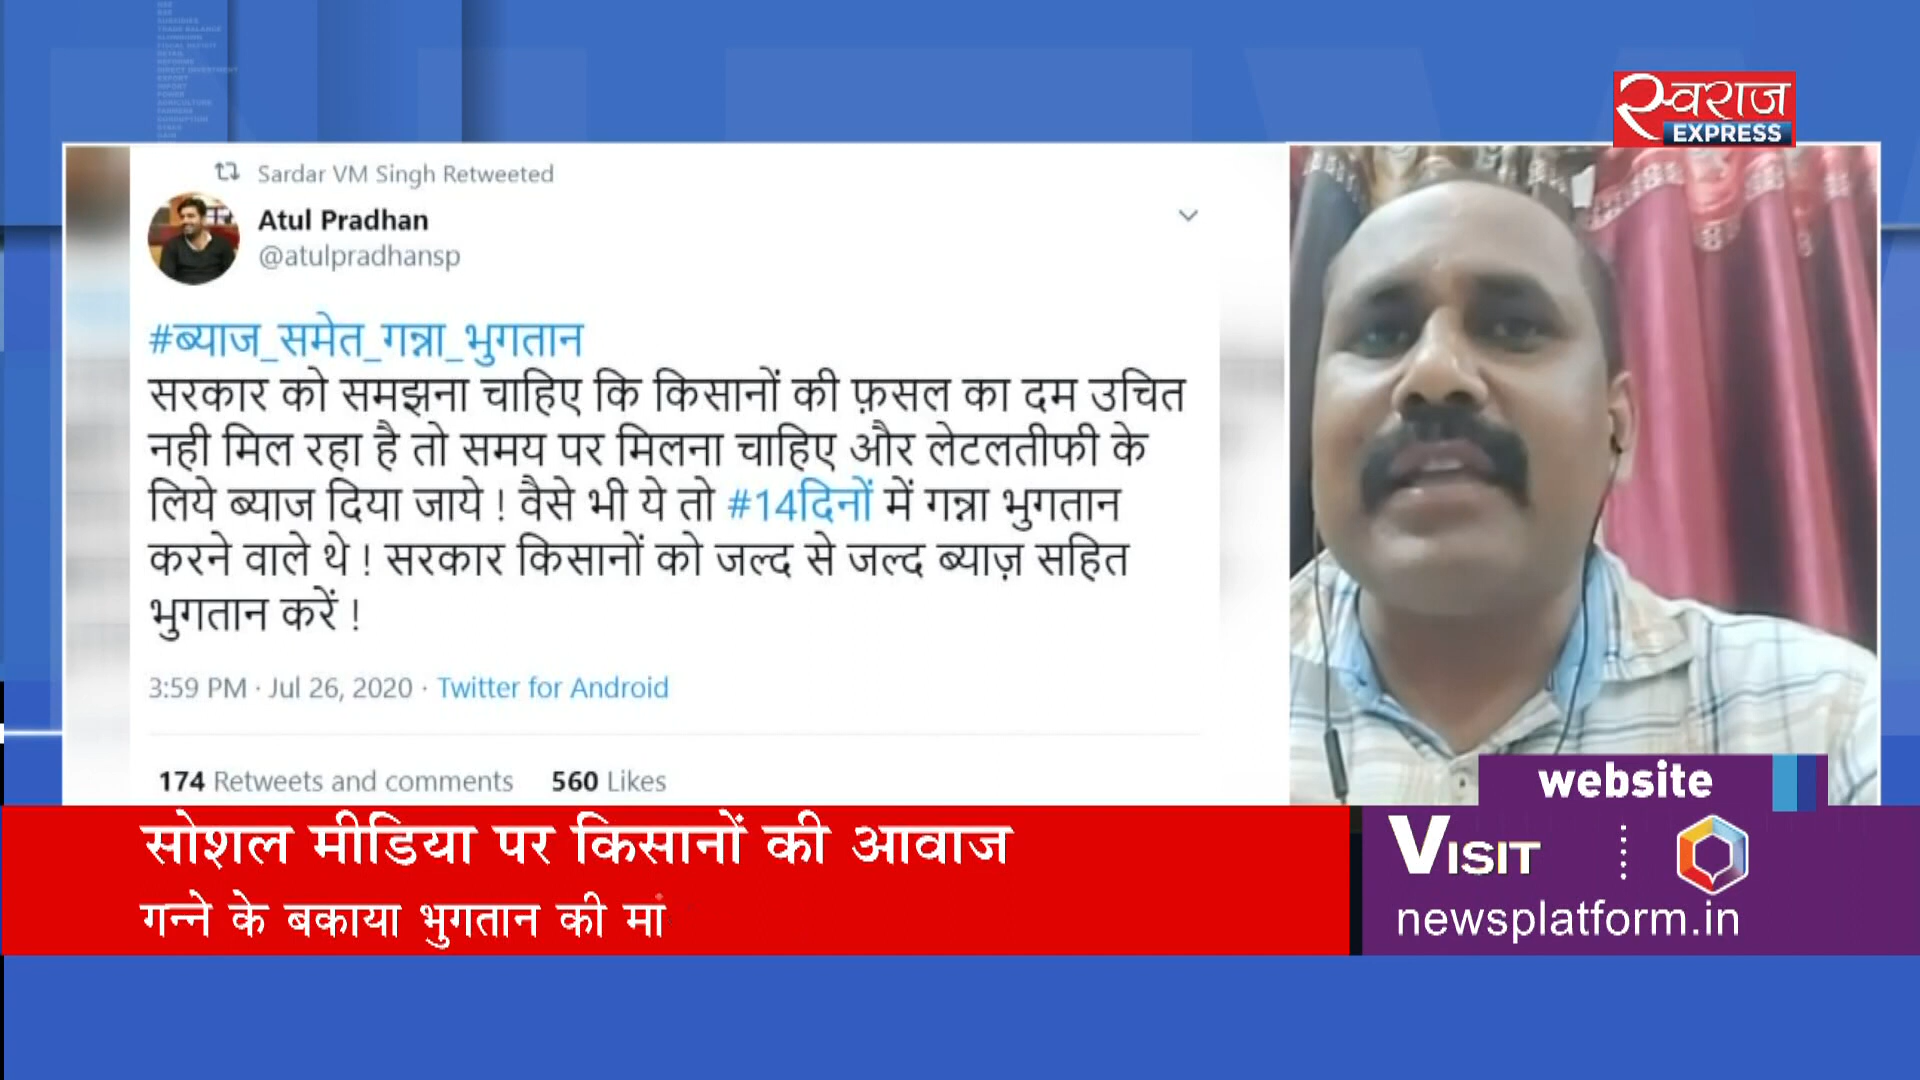 स्वराज
EXPRESS
Sardar VM Singh Retweeted
Atul Pradhan
@atulpradhansp
#ब्याज_समेत_गन्ना_भुगतान
सरकार को समझना चाहिए कि किसानों की फ़सल का दम उचित
नही मिल रहा है तो समय पर मिलना चाहिए और लेटलतीफी के
लिये ब्याज दिया जाये ! वैसे भी ये तो #14दिनों में गन्ना भुगतान
करने वाले थे ! सरकार किसानों को जल्द से जल्द ब्याज़ सहित
भुगतान करें !
3:59 PM · Jul 26, 2020 · Twitter for Android
174 Retweets and comments 560 Likes
सोशल मीडिया पर किसानों की आवाज
गन्ने के बकाया भुगतान की मां
website
VISIT
newsplatform.in